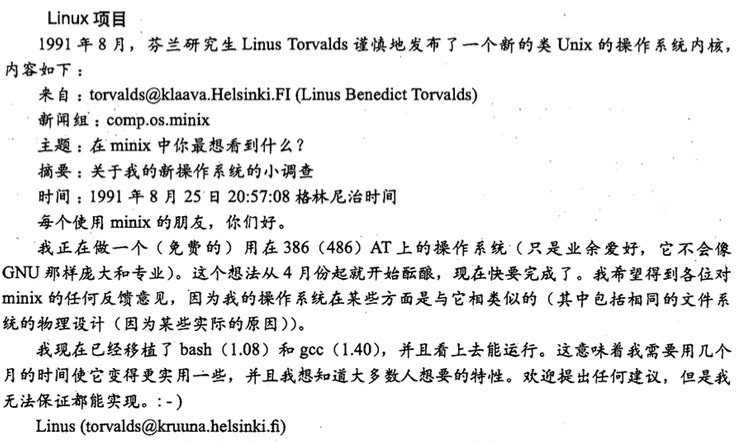 Linux 项目
1991 年 8 月，芬兰研究生 Linus Torvalds 谨慎地发布了一个新的类 Unix 的操作系统内核，
内容如下：
来自：torvalds@klaava.Helsinki.FI (Linus Benedict Torvalds)
新闻组：comp.os.minix
主题：在 minix 中你最想看到什么？
摘要：关于我的新操作系统的小调查
时间：1991 年 8 月 25 日 20:57:08 格林尼治时间
每个使用 minix 的朋友，你们好。
我正在做一个（免费的）用在 386（486）AT 上的操作系统（只是业余爱好，它不会像
GNU 那样庞大和专业）。这个想法从 4 月份起就开始酝酿，现在快要完成了。我希望得到各位对
minix 的任何反馈意见，因为我的操作系统在某些方面是与它相类似的（其中包括相同的文件系
统的物理设计（因为某些实际的原因））。
我现在已经移植了 bash（1.08）和 gcc（1.40），并且看上去能运行。这意味着我需要用几个
月的时间使它变得更实用一些，并且我想知道大多数人想要的特性。欢迎提出任何建议，但是我
无法保证都能实现。: - )
Linus (torvalds@kruuna.helsinki.fi)